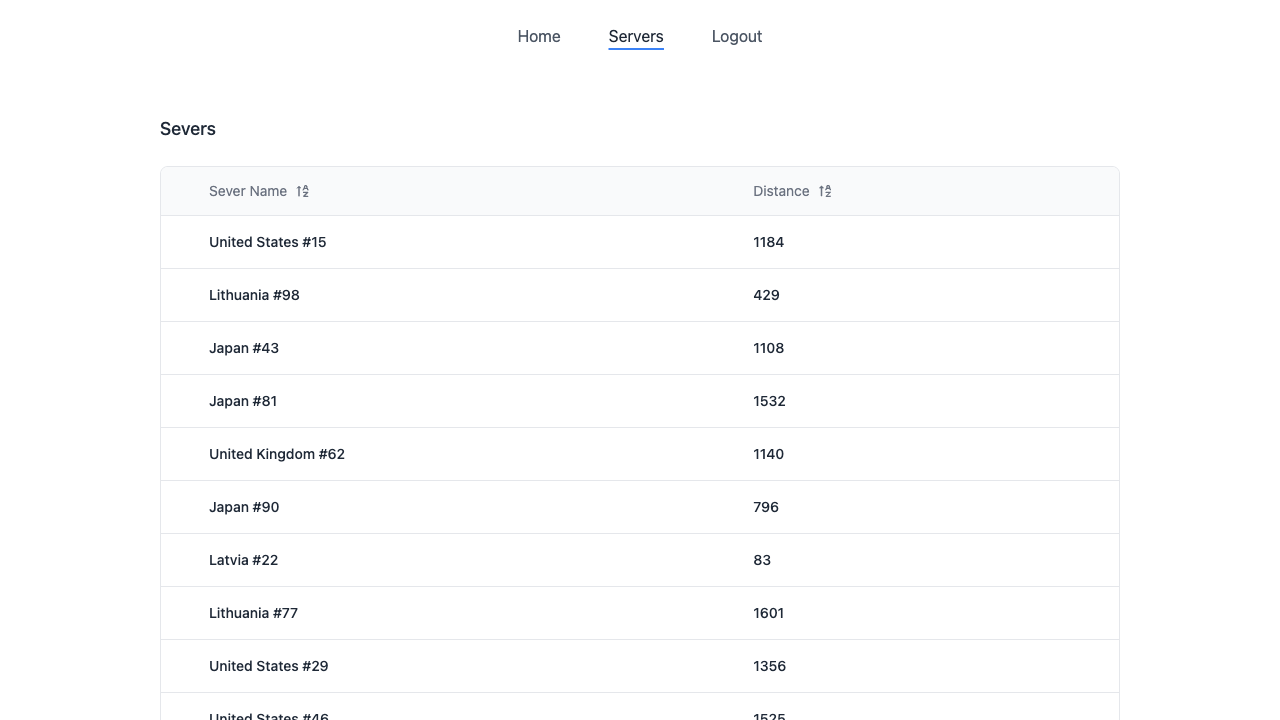 Home Servers Logout
Severs
Sever Name Distance
United States #15 1184
Lithuania #98 429
Japan #43 1108
Japan #81 1532
United Kingdom #62 1140
Japan #90 796
Latvia #22 83
Lithuania #77 1601
United States #29 1356
United States #46 1525